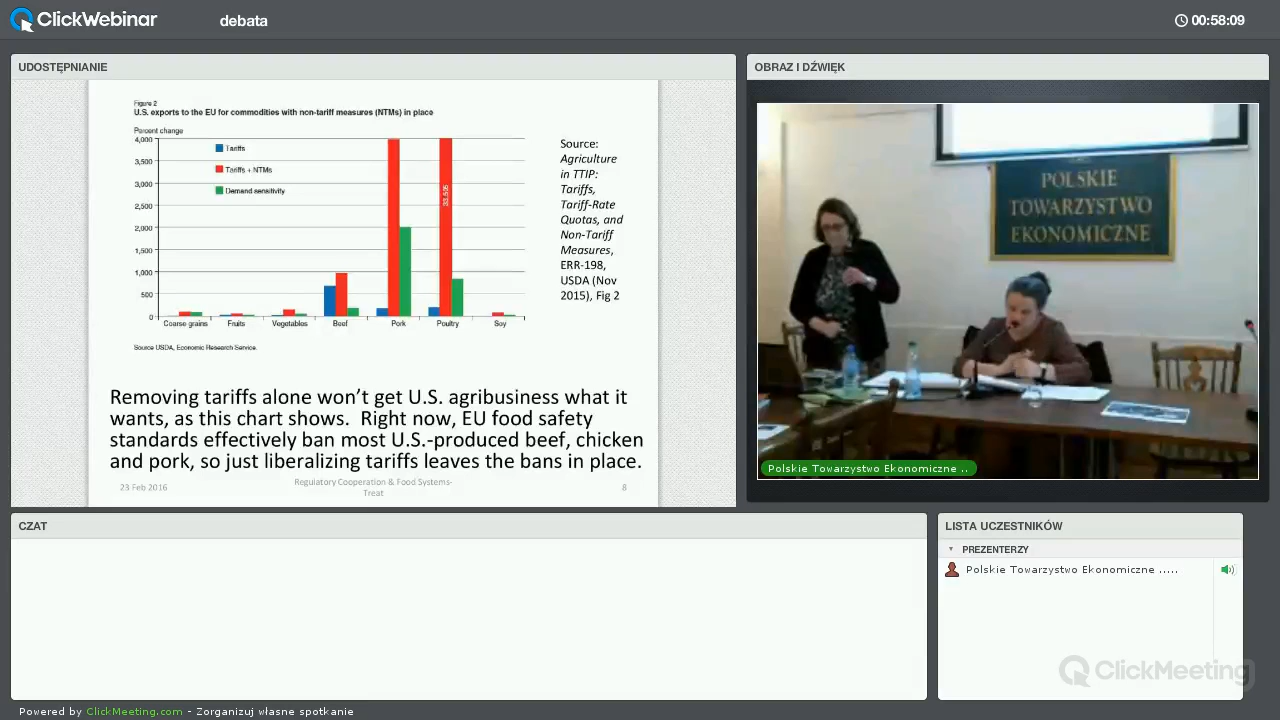 ClickWebinar
debata
00:58:09
UDOSTĘPNIANIE
OBRAZ I DŹWIĘK
Figure 2
U.S. exports to the EU for commodities with non-tariff measures (NTMs) in place
Percent change
4,000
3,500
3,000
2,500
2,000
1,500
1,000
500
0
Tariffs
Tariffs + NTMs
Demand sensitivity
Coarse grains
Fruits
Vegetables
Beef
Pork
Poultry
Soy
Source USDA, Economic Research Service.
Source:
Agriculture
in TTIP:
Tariffs,
Tariff-Rate
Quotas, and
Non-Tariff
Measures,
ERR-198,
USDA (Nov
2015), Fig 2
Removing tariffs alone won't get U.S. agribusiness what it
wants, as this chart shows. Right now, EU food safety
standards effectively ban most U.S.-produced beef, chicken
and pork, so just liberalizing tariffs leaves the bans in place.
23 Feb 2016
Regulatory Cooperation & Food Systems-
Treat
8
POLSKIE
TOWARZYSTWO
EKONOMICZNE
Polskie Towarzystwo Ekonomiczne ..
CZAT
LISTA UCZESTNIKÓW
PREZENTERZY
Polskie Towarzystwo Ekonomiczne .....
ClickMeeting
Powered by ClickMeeting.com - Zorganizuj własne spotkanie